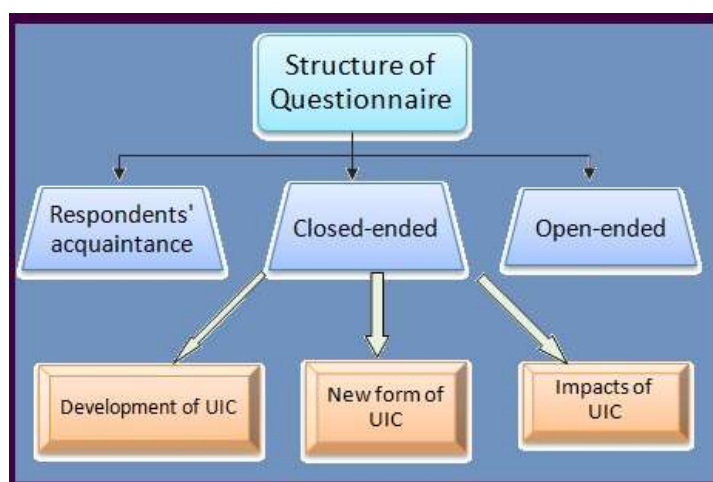 Structure of
Questionnaire
Respondents'
acquaintance
Closed-ended
Open-ended
Development of UIC
New form of
UIC
Impacts of
UIC